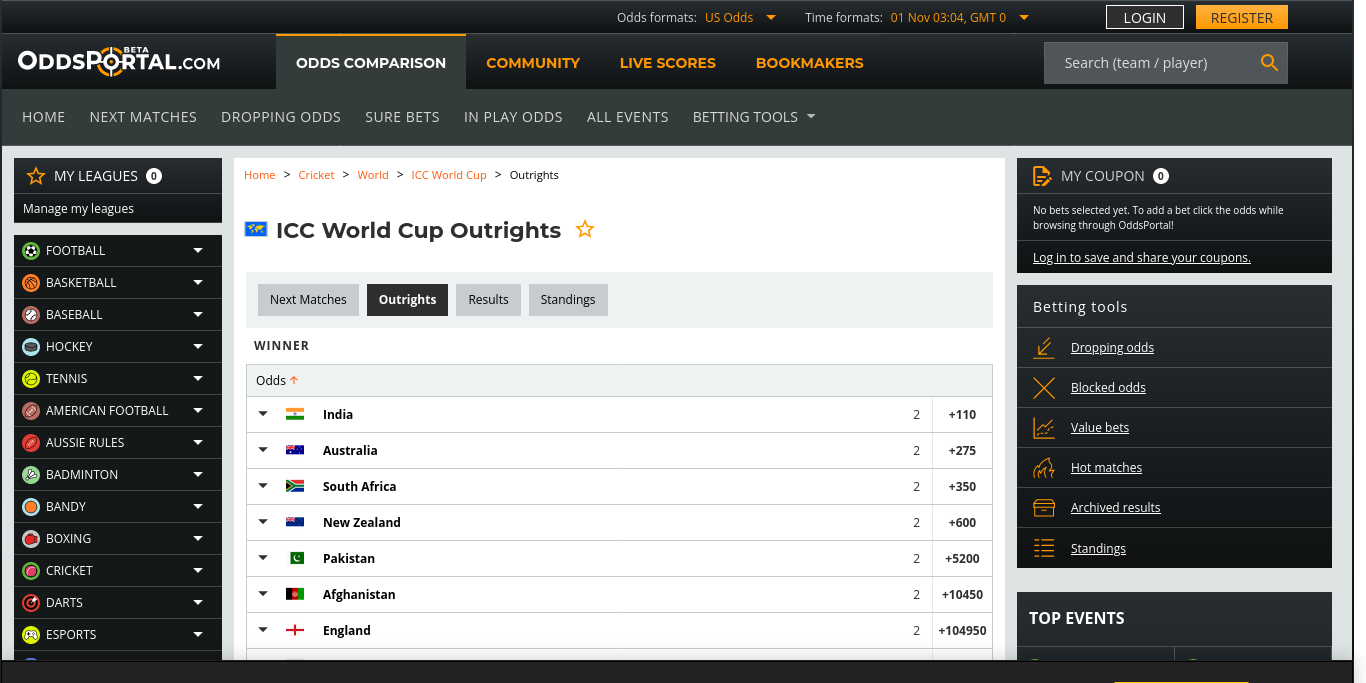 Odds formats: US Odds Time formats: 01 Nov 03:04, GMT 0 LOGIN REGISTER
BETA
ODDSPORTAL.COM ODDS COMPARISON COMMUNITY LIVE SCORES BOOKMAKERS Search (team / player)
HOME NEXT MATCHES DROPPING ODDS SURE BETS IN PLAY ODDS ALL EVENTS BETTING TOOLS
MY LEAGUES 0
Manage my leagues
FOOTBALL
BASKETBALL
BASEBALL
HOCKEY
TENNIS
AMERICAN FOOTBALL
AUSSIE RULES
BADMINTON
BANDY
BOXING
CRICKET
DARTS
ESPORTS
Home > Cricket > World > ICC World Cup > Outrights
ICC World Cup Outrights
Next Matches Outrights Results Standings
WINNER
Odds
India 2 +110
Australia 2 +275
South Africa 2 +350
New Zealand 2 +600
Pakistan 2 +5200
Afghanistan 2 +10450
England 2 +104950
MY COUPON 0
No bets selected yet. To add a bet click the odds while
browsing through OddsPortal!
Log in to save and share your coupons.
Betting tools
Dropping odds
Blocked odds
Value bets
Hot matches
Archived results
Standings
TOP EVENTS